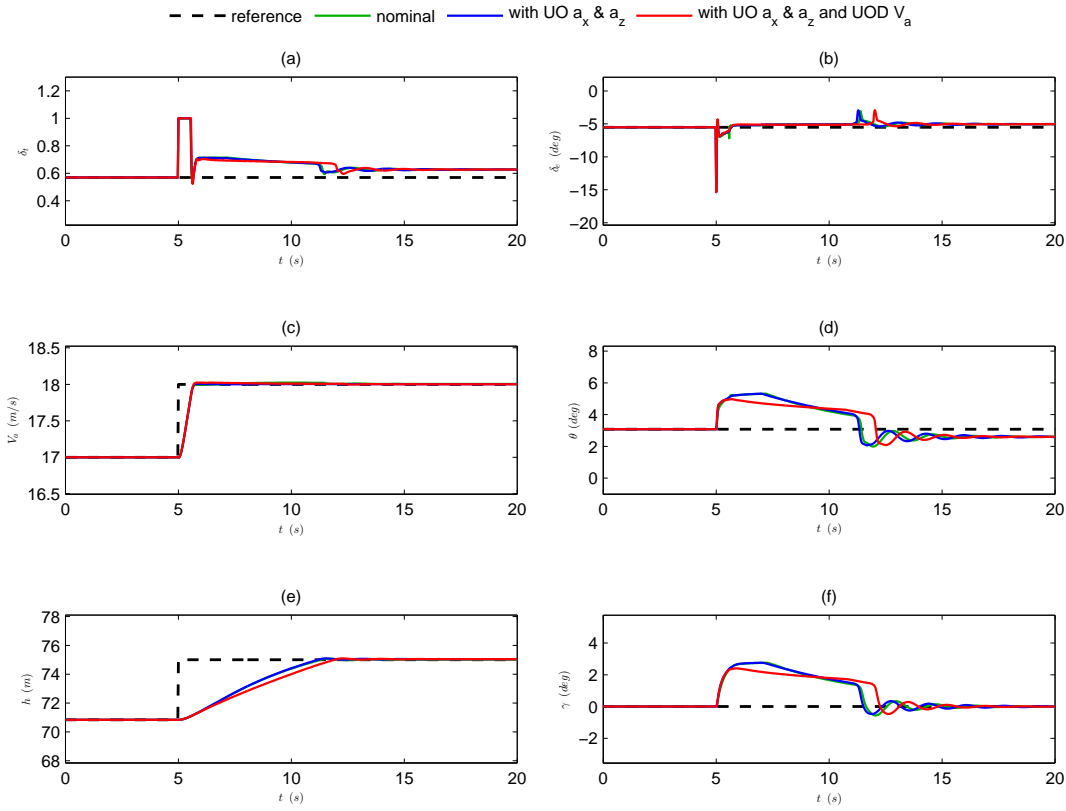 reference nominal with UO a_x & a_z with UO a_x & a_z and UOD V_a
(a)
1.2
1
0.8
0.6
0.4
δ_t
0 5 10 15 20
t (s)
(b)
0
−5
−10
−15
−20
δ_e (deg)
0 5 10 15 20
t (s)
(c)
18.5
18
17.5
17
16.5
V_a (m/s)
0 5 10 15 20
t (s)
(d)
8
6
4
2
0
θ (deg)
0 5 10 15 20
t (s)
(e)
78
76
74
72
70
68
h (m)
0 5 10 15 20
t (s)
(f)
4
2
0
−2
γ (deg)
0 5 10 15 20
t (s)